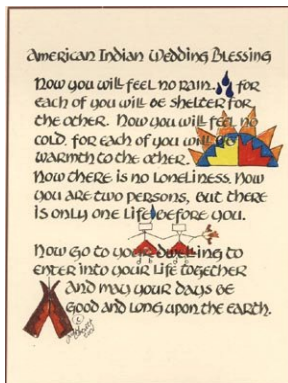 American Indian Wedding Blessing
Now you will feel no rain, for
each of you will be shelter for
the other. Now you will feel no
cold, for each of you will be
warmth to the other.
Now there is no loneliness. Now
you are two persons, but there
is only one life before you.
Now go to your dwelling to
enter into your life together
and may your days be
good and long upon the earth.